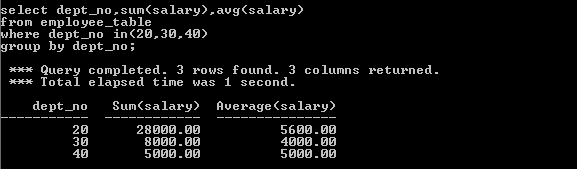 select dept_no,sum(salary),avg(salary)
from employee_table
where dept_no in(20,30,40)
group by dept_no;
*** Query completed. 3 rows found. 3 columns returned.
*** Total elapsed time was 1 second.
dept_no Sum(salary) Average(salary)
----------- ------------- ---------------
20 28000.00 5600.00
30 8000.00 4000.00
40 5000.00 5000.00